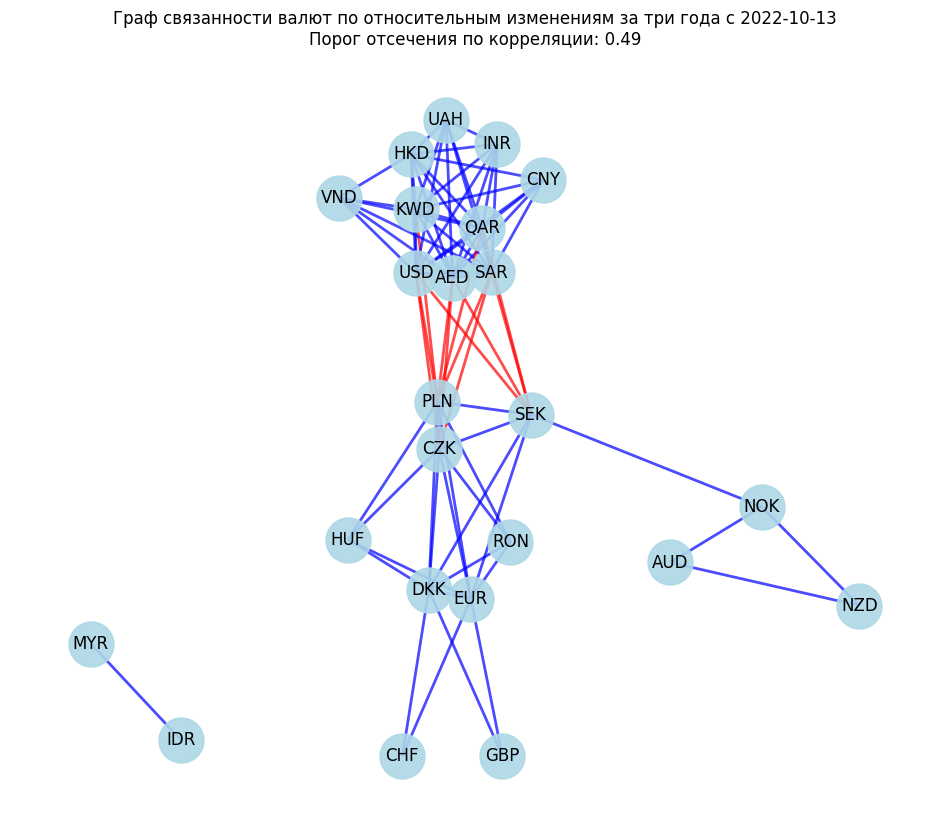 Граф связанности валют по относительным изменениям за три года с 2022-10-13
Порог отсечения по корреляции: 0.49
UAH
INR
HKD
CNY
VND
KWD
QAR
USD
AED
SAR
PLN
SEK
CZK
NOK
HUF
RON
AUD
DKK
EUR
NZD
MYR
IDR
CHF
GBP